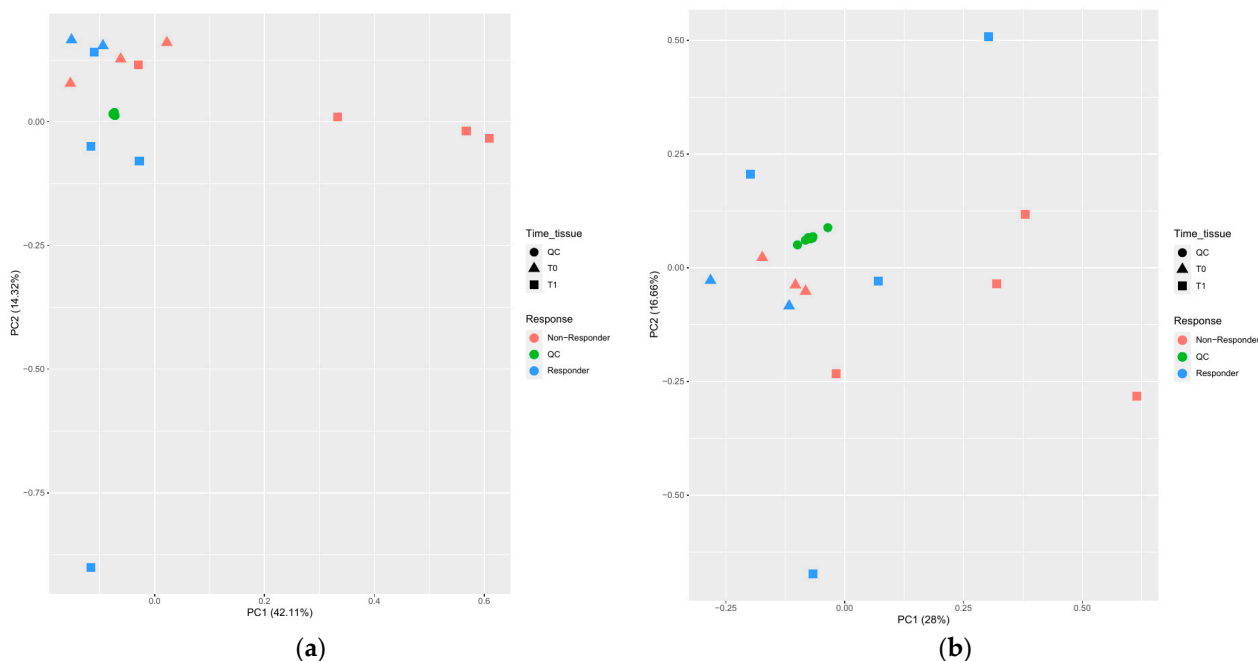 0.00
−0.25
−0.50
−0.75
PC2 (14.32%)
0.0
0.2
0.4
0.6
PC1 (42.11%)
Time_tissue
QC
T0
T1
Response
Non−Responder
QC
Responder
(a)
0.50
0.25
0.00
−0.25
−0.50
PC2 (16.66%)
−0.25
0.00
0.25
0.50
PC1 (28%)
Time_tissue
QC
T0
T1
Response
Non−Responder
QC
Responder
(b)